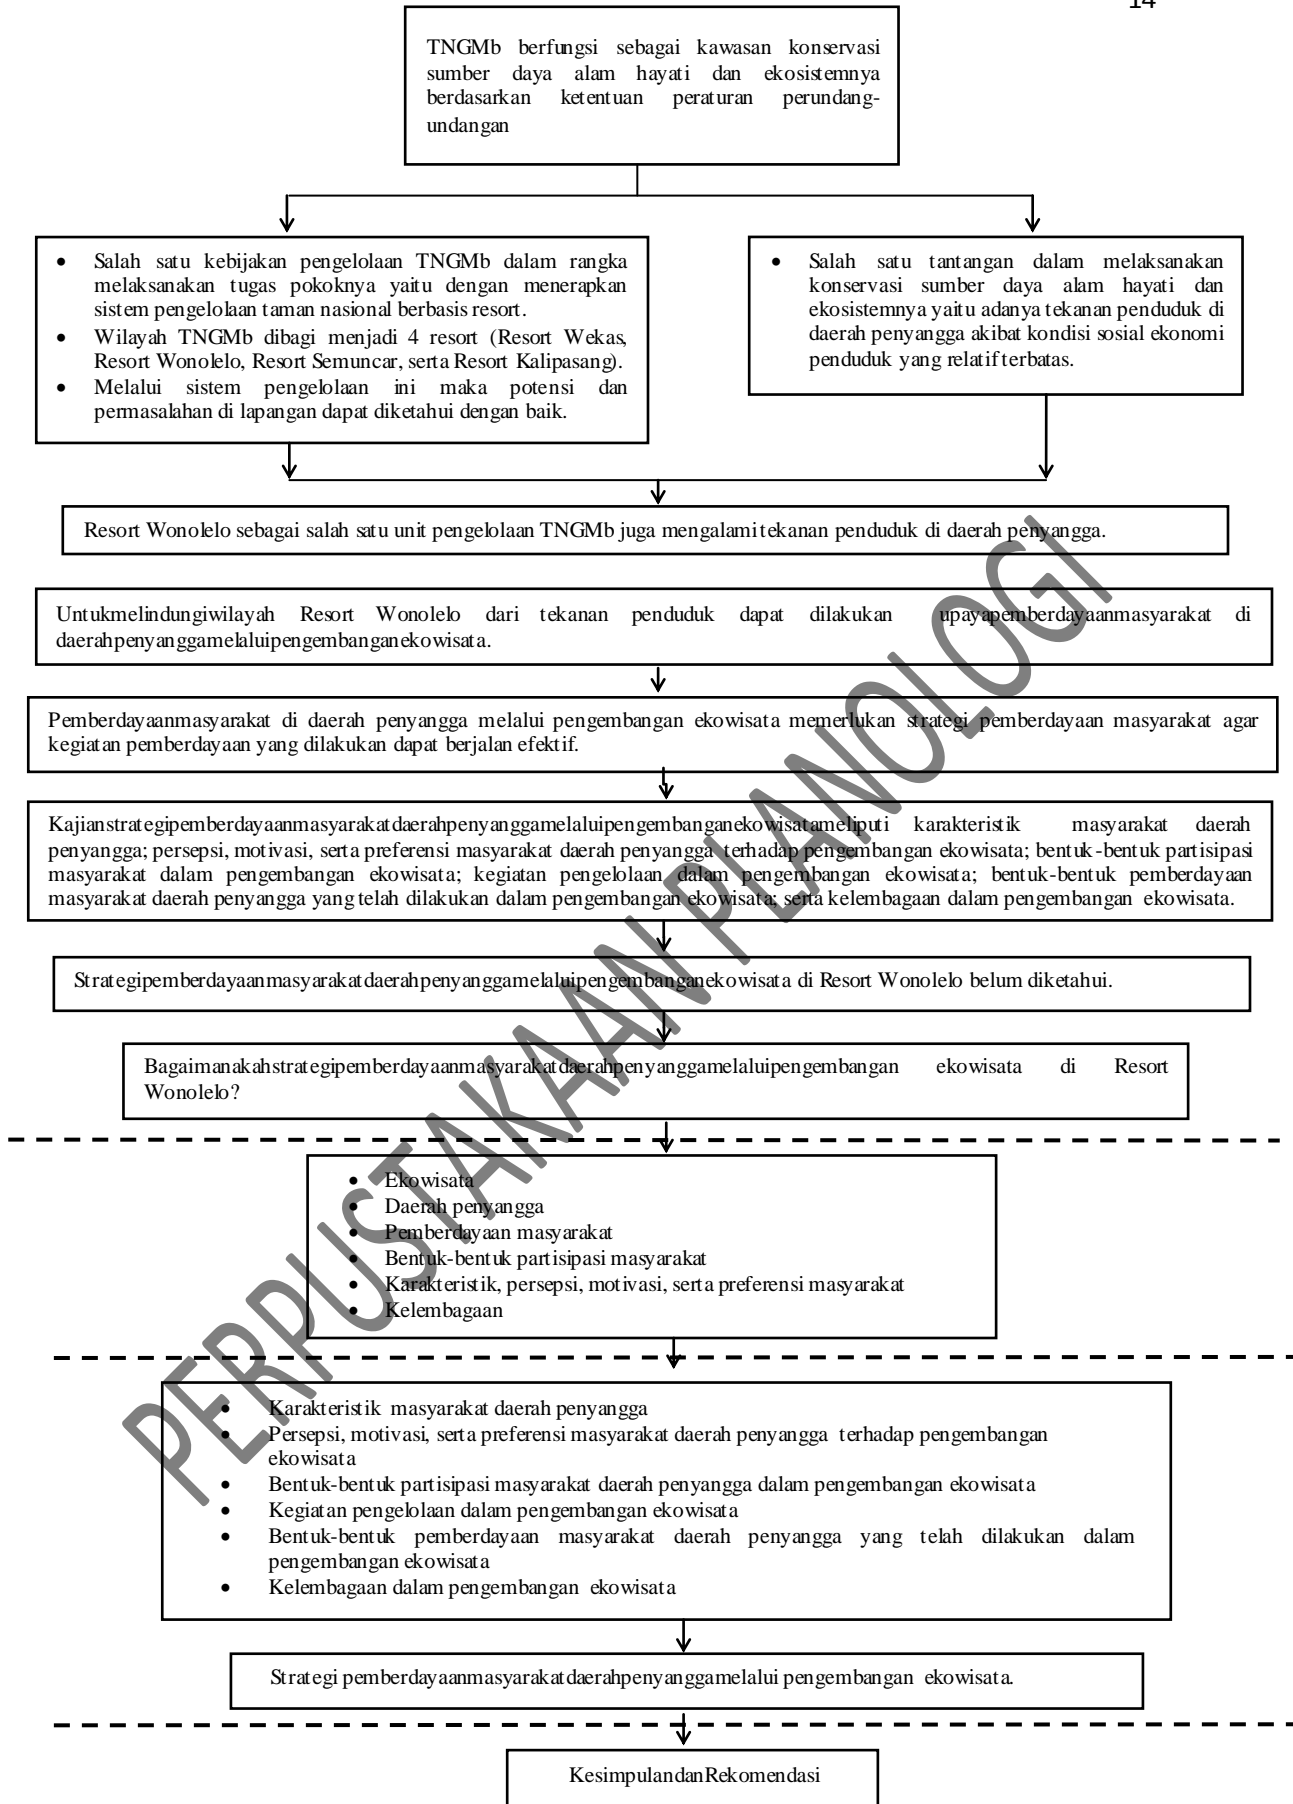 14
TNGMb berfungsi sebagai kawasan konservasi
sumber daya alam hayati dan ekosistemnya
berdasarkan ketentuan peraturan perundang-
undangan
• Salah satu kebijakan pengelolaan TNGMb dalam rangka
melaksanakan tugas pokoknya yaitu dengan menerapkan
sistem pengelolaan taman nasional berbasis resort.
• Wilayah TNGMb dibagi menjadi 4 resort (Resort Wekas,
Resort Wonolelo, Resort Semuncar, serta Resort Kalipasang).
• Melalui sistem pengelolaan ini maka potensi dan
permasalahan di lapangan dapat diketahui dengan baik.
• Salah satu tantangan dalam melaksanakan
konservasi sumber daya alam hayati dan
ekosistemnya yaitu adanya tekanan penduduk di
daerah penyangga akibat kondisi sosial ekonomi
penduduk yang relatif terbatas.
Resort Wonolelo sebagai salah satu unit pengelolaan TNGMb juga mengalami tekanan penduduk di daerah penyangga.
Untukmelindungiwilayah Resort Wonolelo dari tekanan penduduk dapat dilakukan upayapemberdayaanmasyarakat di
daerahpenyanggamelaluipengembanganekowisata.
Pemberdayaanmasyarakat di daerah penyangga melalui pengembangan ekowisata memerlukan strategi pemberdayaan masyarakat agar
kegiatan pemberdayaan yang dilakukan dapat berjalan efektif.
Kajianstrategipemberdayaanmasyarakatdaerahpenyanggamelaluipengembanganekowisatameliputi karakteristik masyarakat daerah
penyangga; persepsi, motivasi, serta preferensi masyarakat daerah penyangga terhadap pengembangan ekowisata; bentuk-bentuk partisipasi
masyarakat dalam pengembangan ekowisata; kegiatan pengelolaan dalam pengembangan ekowisata; bentuk-bentuk pemberdayaan
masyarakat daerah penyangga yang telah dilakukan dalam pengembangan ekowisata; serta kelembagaan dalam pengembangan ekowisata.
Strategipemberdayaanmasyarakatdaerahpenyanggamelaluipengembanganekowisata di Resort Wonolelo belum diketahui.
Bagaimanakahstrategipemberdayaanmasyarakatdaerahpenyanggamelaluipengembangan ekowisata di Resort
Wonolelo?
• Ekowisata
• Daerah penyangga
• Pemberdayaan masyarakat
• Bentuk-bentuk partisipasi masyarakat
• Karakteristik, persepsi, motivasi, serta preferensi masyarakat
• Kelembagaan
• Karakteristik masyarakat daerah penyangga
• Persepsi, motivasi, serta preferensi masyarakat daerah penyangga terhadap pengembangan
ekowisata
• Bentuk-bentuk partisipasi masyarakat daerah penyangga dalam pengembangan ekowisata
• Kegiatan pengelolaan dalam pengembangan ekowisata
• Bentuk-bentuk pemberdayaan masyarakat daerah penyangga yang telah dilakukan dalam
pengembangan ekowisata
• Kelembagaan dalam pengembangan ekowisata
Strategi pemberdayaanmasyarakatdaerahpenyanggamelalui pengembangan ekowisata.
KesimpulandanRekomendasi
PERPUSTAKAAN PLANOLOGI